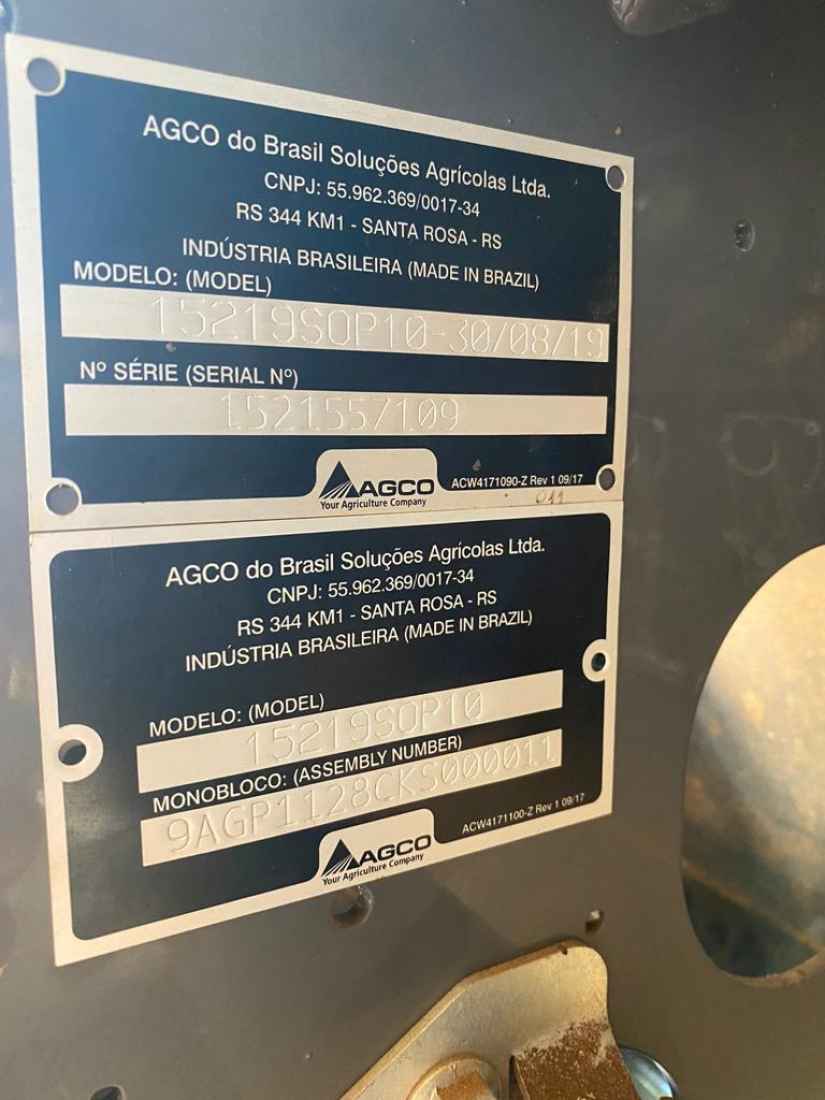 AGCO do Brasil Soluções Agrícolas Ltda.
CNPJ: 55.962.369/0017-34
RS 344 KM1 - SANTA ROSA - RS
INDÚSTRIA BRASILEIRA (MADE IN BRAZIL)
MODELO: (MODEL)
15219SOP10-30/08/19
Nº SÉRIE (SERIAL Nº)
1521557109
AGCO
Your Agriculture Company
ACW4171090-Z Rev 1 09/17
011
AGCO do Brasil Soluções Agrícolas Ltda.
CNPJ: 55.962.369/0017-34
RS 344 KM1 - SANTA ROSA - RS
INDÚSTRIA BRASILEIRA (MADE IN BRAZIL)
MODELO: (MODEL)
15219SOP10
MONOBLOCO: (ASSEMBLY NUMBER)
9AGP1128CKS000011
AGCO
Your Agriculture Company
ACW4171100-Z Rev 1 09/17